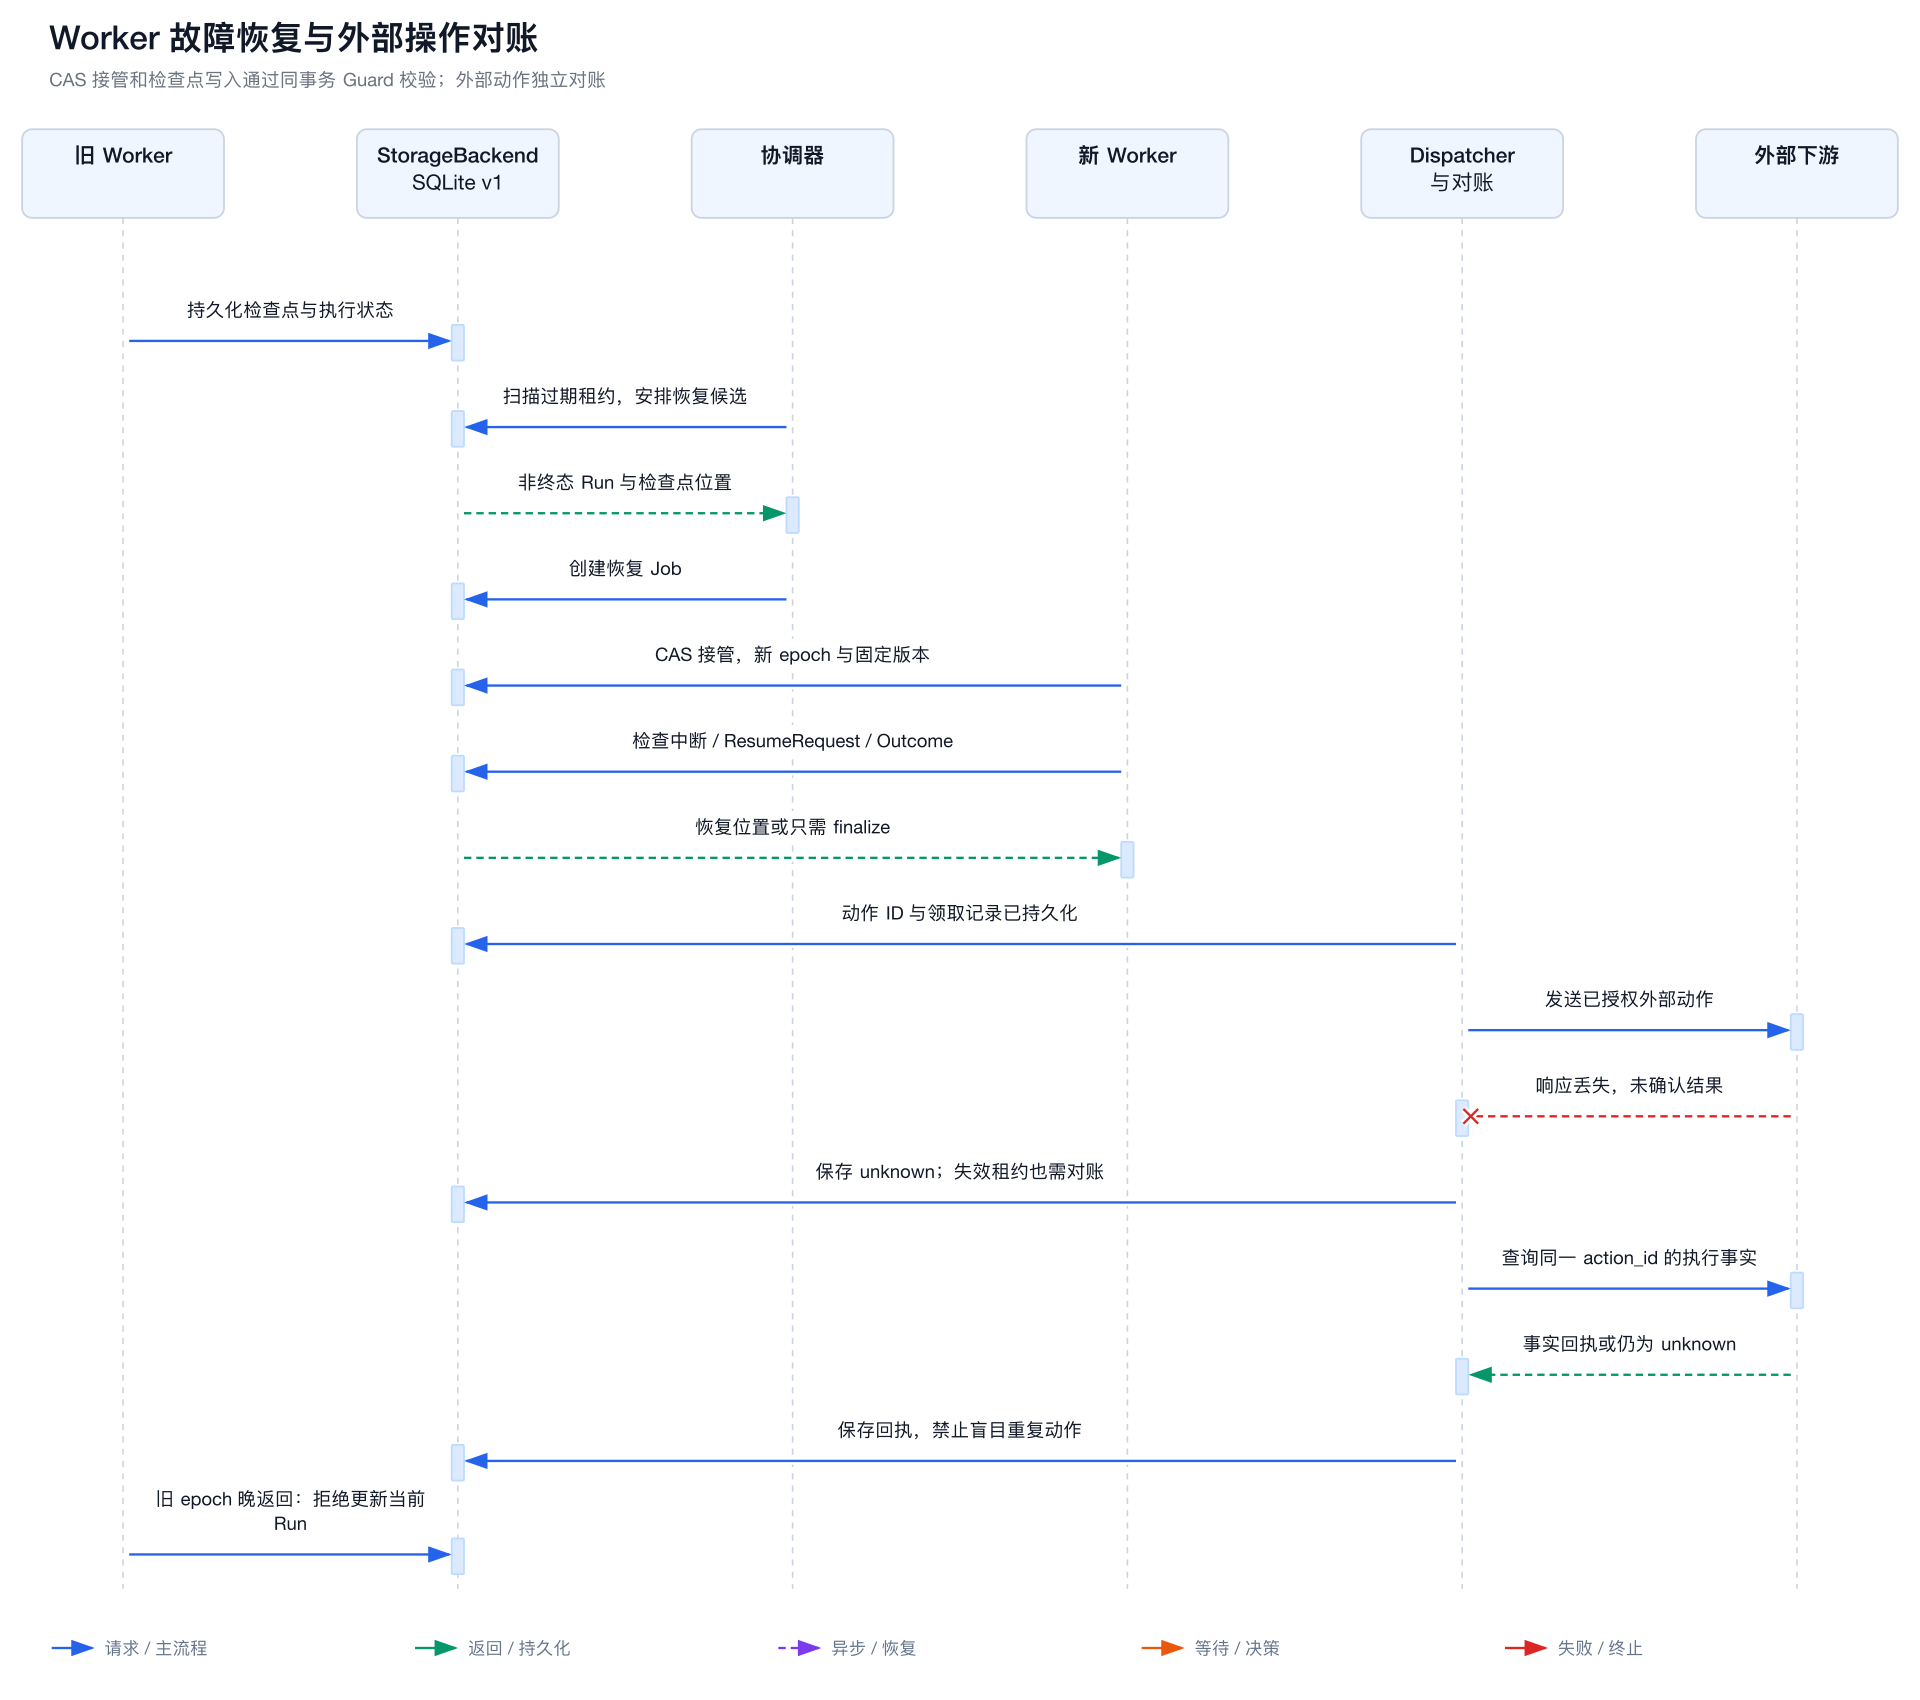 Worker 故障恢复与外部操作对账
CAS 接管和检查点写入通过同事务 Guard 校验；外部动作独立对账
旧 Worker
StorageBackend
SQLite v1
协调器
新 Worker
Dispatcher
与对账
外部下游
持久化检查点与执行状态
扫描过期租约，安排恢复候选
非终态 Run 与检查点位置
创建恢复 Job
CAS 接管，新 epoch 与固定版本
检查中断 / ResumeRequest / Outcome
恢复位置或只需 finalize
动作 ID 与领取记录已持久化
发送已授权外部动作
响应丢失，未确认结果
保存 unknown；失效租约也需对账
查询同一 action_id 的执行事实
事实回执或仍为 unknown
保存回执，禁止盲目重复动作
旧 epoch 晚返回：拒绝更新当前
Run
请求 / 主流程
返回 / 持久化
异步 / 恢复
等待 / 决策
失败 / 终止